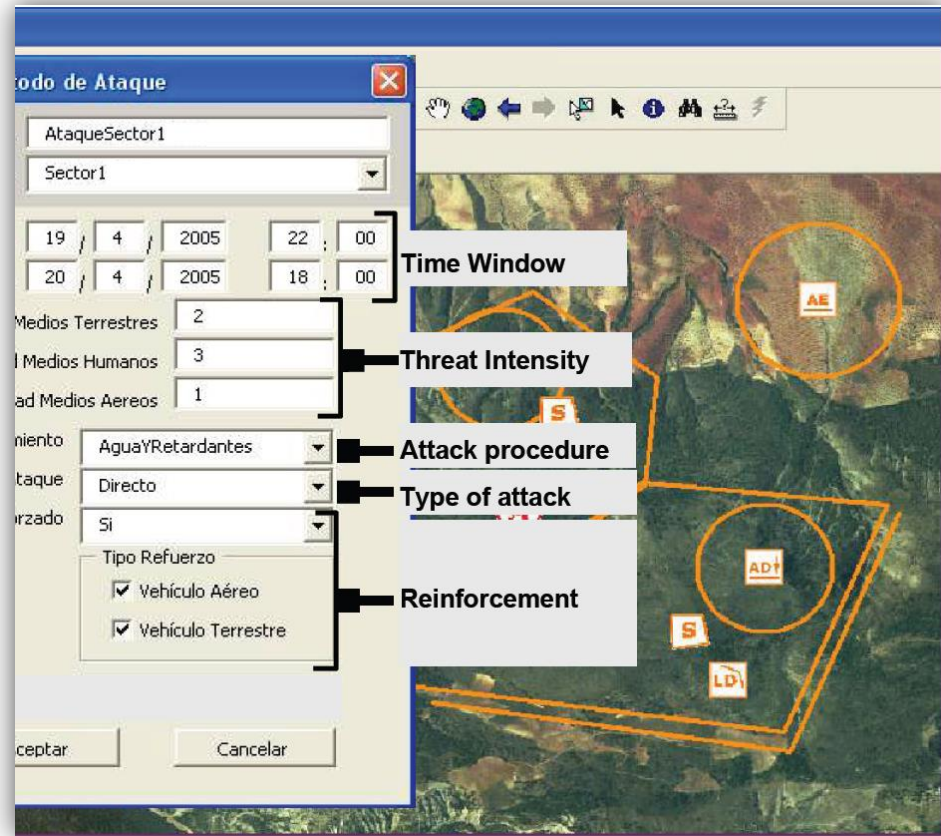 todo de Ataque
AtaqueSector1
Sector1
19 / 4 / 2005 22 : 00
20 / 4 / 2005 18 : 00
Time Window
Medios Terrestres 2
d Medios Humanos 3
ad Medios Aereos 1
Threat Intensity
miento AguaYRetardantes
Attack procedure
taque Directo
Type of attack
orzado Si
Tipo Refuerzo
Vehículo Aéreo
Vehículo Terrestre
Reinforcement
ceptar Cancelar
AE
S
AD
S
LD